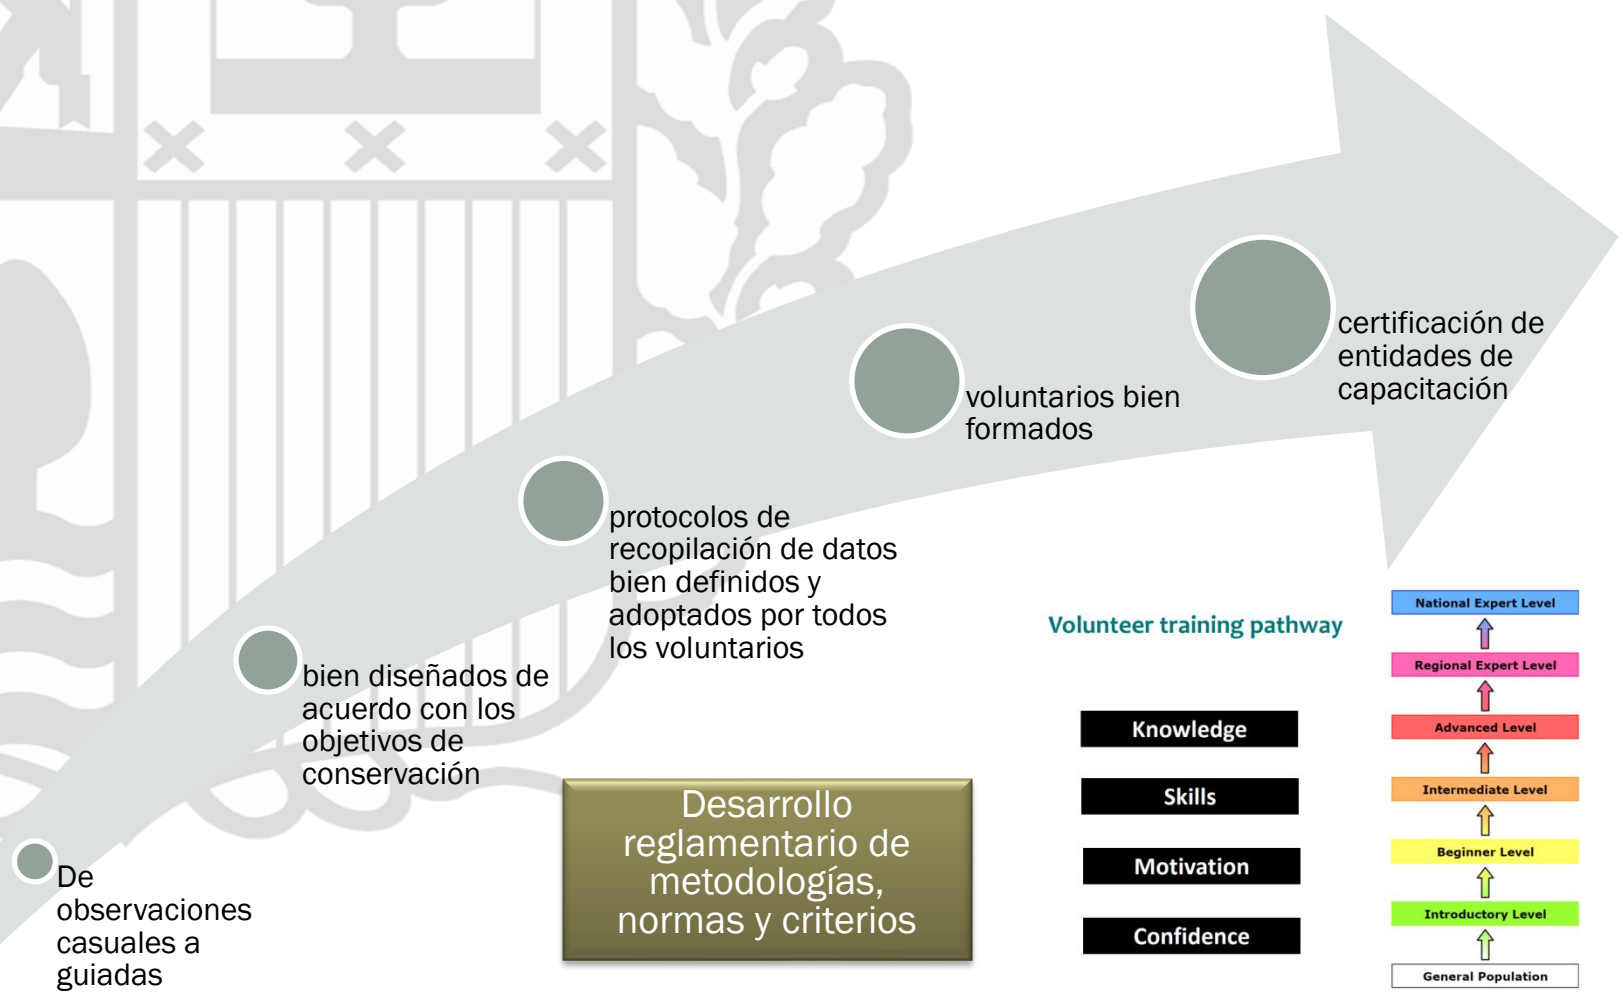 De
observaciones
casuales a
guiadas
bien diseñados de
acuerdo con los
objetivos de
conservación
protocolos de
recopilación de datos
bien definidos y
adoptados por todos
los voluntarios
voluntarios bien
formados
certificación de
entidades de
capacitación
Desarrollo
reglamentario de
metodologías,
normas y criterios
Volunteer training pathway
Knowledge
Skills
Motivation
Confidence
National Expert Level
Regional Expert Level
Advanced Level
Intermediate Level
Beginner Level
Introductory Level
General Population